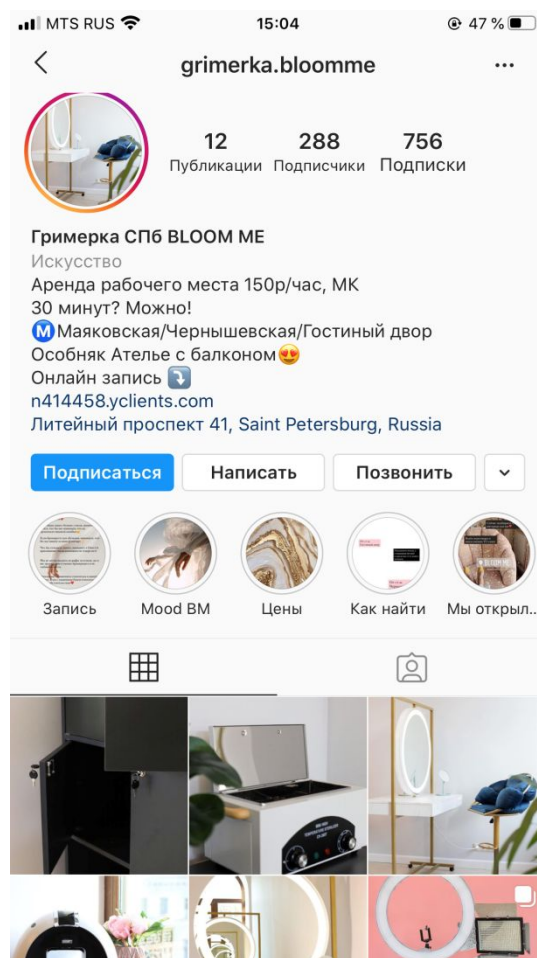 MTS RUS 15:04 47 %
grimerka.bloomme
12 288 756
Публикации Подписчики Подписки
Гримерка СПб BLOOM ME
Искусство
Аренда рабочего места 150р/час, МК
30 минут? Можно!
Ⓜ️Маяковская/Чернышевская/Гостиный двор
Особняк Ателье с балконом😍
Онлайн запись ⤵️
n414458.yclients.com
Литейный проспект 41, Saint Petersburg, Russia
Подписаться Написать Позвонить
BLOOM ME
Запись Mood BM Цены Как найти Мы открыл..